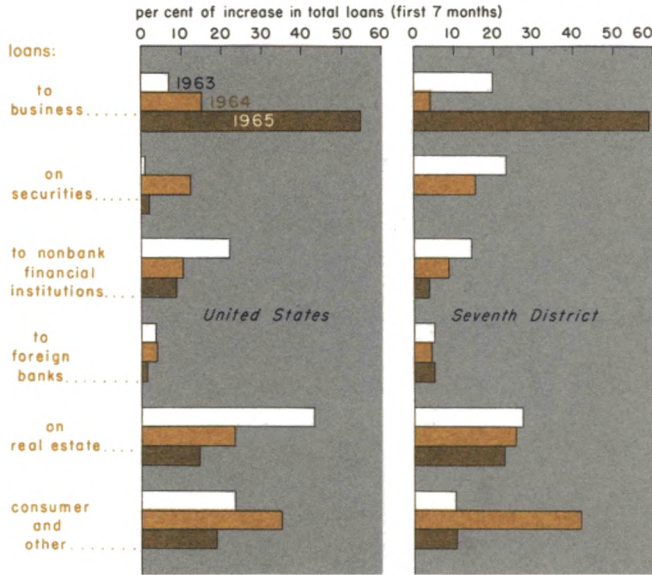 per cent of increase in total loans (first 7 months)
0 10 20 30 40 50 60 0 10 20 30 40 50 60
loans:
to
business......
1963
1964
1965
on
securities.....
to nonbank
financial
institutions....
United States Seventh District
to
foreign
banks........
on
real estate....
consumer
and
other........